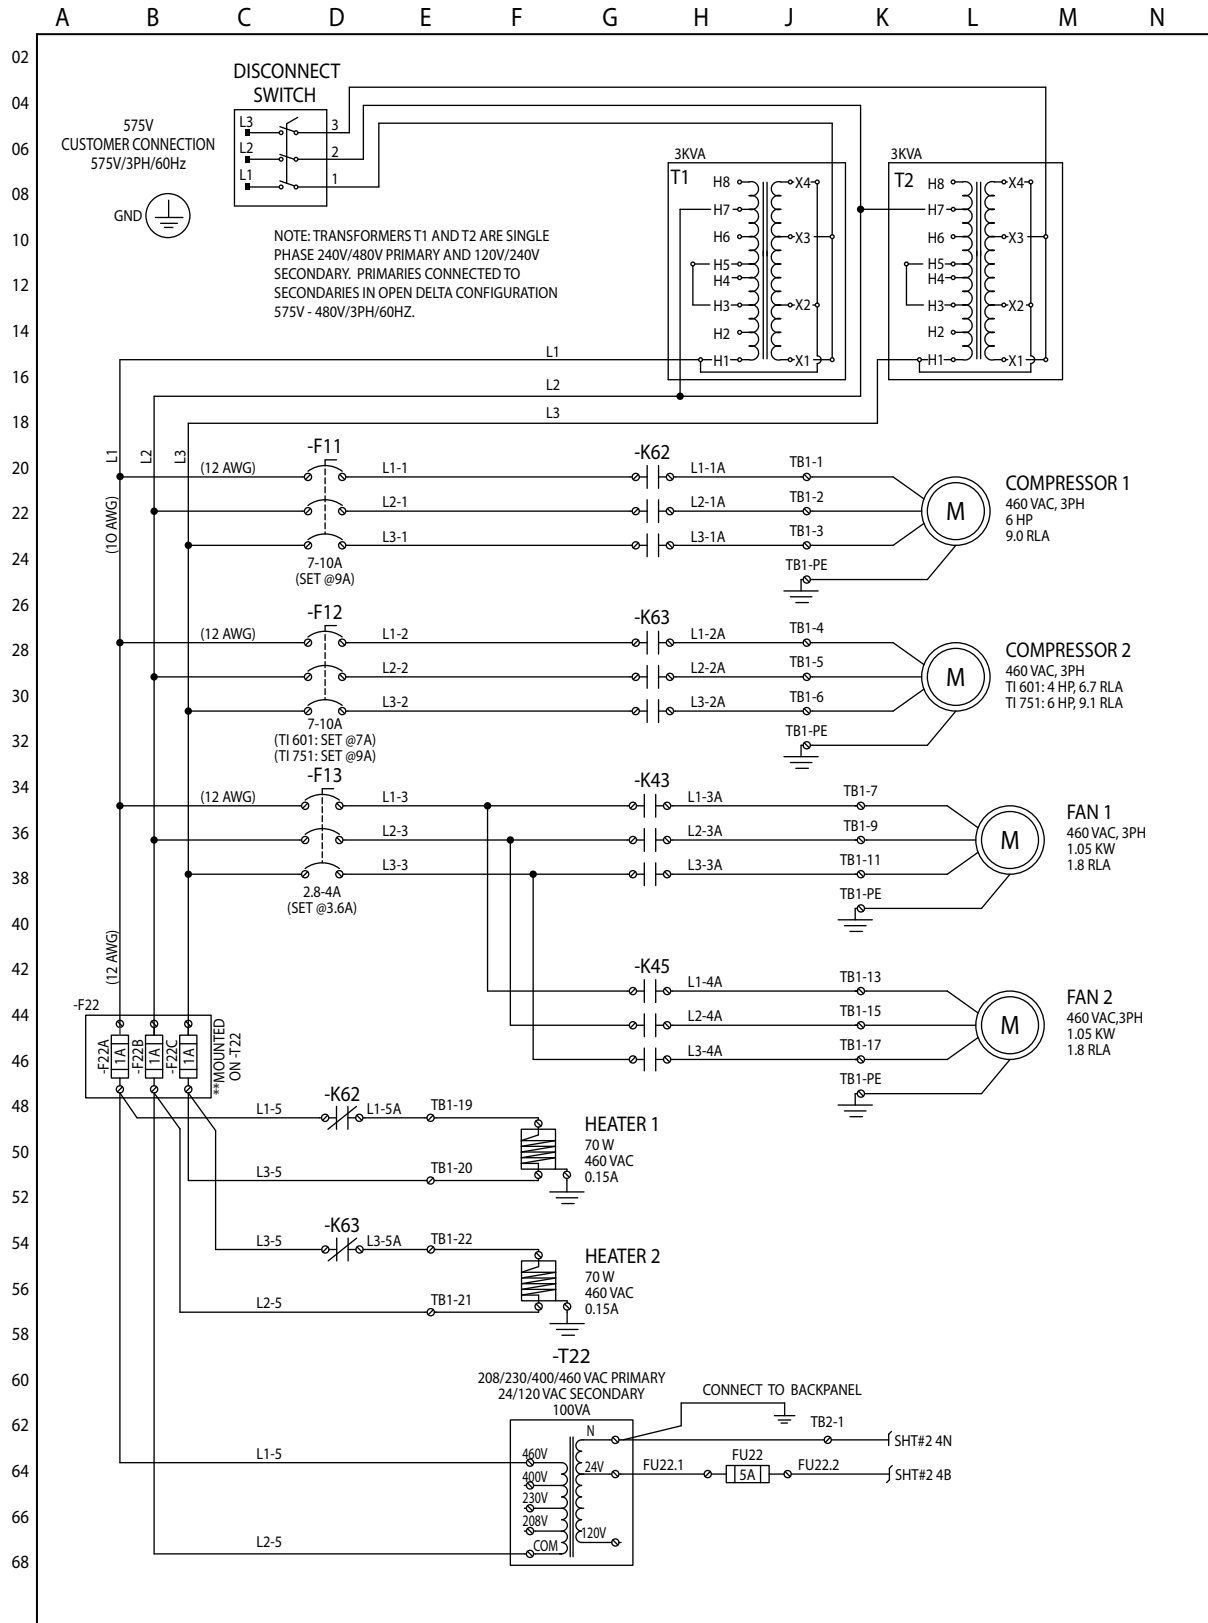 A B C D E F G H J K L M N
02
04
06
08
10
12
14
16
18
20
22
24
26
28
30
32
34
36
38
40
42
44
46
48
50
52
54
56
58
60
62
64
66
68
DISCONNECT
SWITCH
L3
L2
L1
3
2
1
575V
CUSTOMER CONNECTION
575V/3PH/60Hz
GND
NOTE: TRANSFORMERS T1 AND T2 ARE SINGLE
PHASE 240V/480V PRIMARY AND 120V/240V
SECONDARY. PRIMARIES CONNECTED TO
SECONDARIES IN OPEN DELTA CONFIGURATION
575V - 480V/3PH/60HZ.
3KVA
T1
H8
H7
H6
H5
H4
H3
H2
H1
X4
X3
X2
X1
3KVA
T2
H8
H7
H6
H5
H4
H3
H2
H1
X4
X3
X2
X1
L1
L2
L3
L1
L2
L3
(10 AWG)
(12 AWG)
-F11
L1-1
L2-1
L3-1
7-10A
(SET @9A)
-K62
L1-1A
L2-1A
L3-1A
TB1-1
TB1-2
TB1-3
TB1-PE
M
COMPRESSOR 1
460 VAC, 3PH
6 HP
9.0 RLA
(12 AWG)
-F12
L1-2
L2-2
L3-2
7-10A
(TI 601: SET @7A)
(TI 751: SET @9A)
-K63
L1-2A
L2-2A
L3-2A
TB1-4
TB1-5
TB1-6
TB1-PE
M
COMPRESSOR 2
460 VAC, 3PH
TI 601: 4 HP, 6.7 RLA
TI 751: 6 HP, 9.1 RLA
(12 AWG)
-F13
L1-3
L2-3
L3-3
2.8-4A
(SET @3.6A)
-K43
L1-3A
L2-3A
L3-3A
TB1-7
TB1-9
TB1-11
TB1-PE
M
FAN 1
460 VAC, 3PH
1.05 KW
1.8 RLA
(12 AWG)
-K45
L1-4A
L2-4A
L3-4A
TB1-13
TB1-15
TB1-17
TB1-PE
M
FAN 2
460 VAC,3PH
1.05 KW
1.8 RLA
-F22
-F22A
1A
-F22B
1A
-F22C
1A
**MOUNTED
ON -T22
L1-5
-K62
L1-5A
TB1-19
L3-5
TB1-20
HEATER 1
70 W
460 VAC
0.15A
L3-5
-K63
L3-5A
TB1-22
L2-5
TB1-21
HEATER 2
70 W
460 VAC
0.15A
-T22
208/230/400/460 VAC PRIMARY
24/120 VAC SECONDARY
100VA
CONNECT TO BACKPANEL
L1-5
L2-5
460V
400V
230V
208V
COM
N
24V
120V
TB2-1
SHT#2 4N
FU22.1
FU22
5A
FU22.2
SHT#2 4B